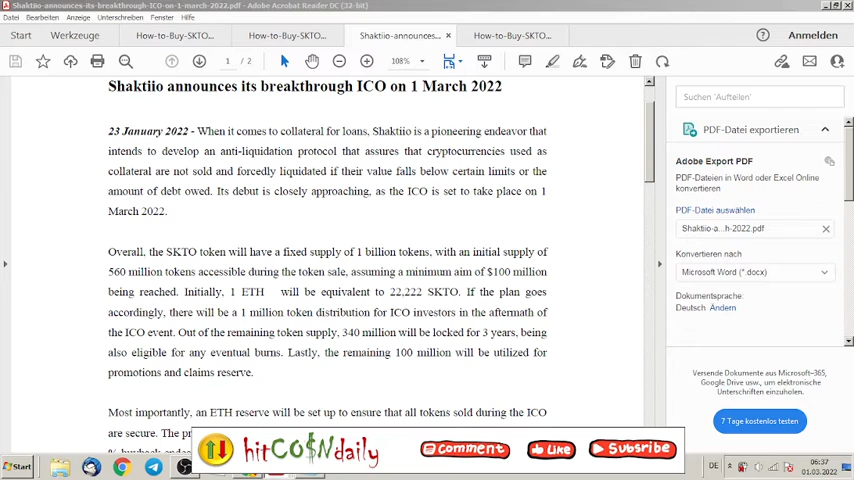 Shaktiio-announces-its-breakthrough-ICO-on-1-march-2022.pdf - Adobe Acrobat Reader DC (32-bit)
Datei Bearbeiten Anzeige Unterschreiben Fenster Hilfe
Start Werkzeuge How-to-Buy-SKTO... How-to-Buy-SKTO... Shaktiio-announces... × How-to-Buy-SKTO... Anmelden
1 / 2 108%
Shaktiio announces its breakthrough ICO on 1 March 2022
23 January 2022 - When it comes to collateral for loans, Shaktiio is a pioneering endeavor that
intends to develop an anti-liquidation protocol that assures that cryptocurrencies used as
collateral are not sold and forcedly liquidated if their value falls below certain limits or the
amount of debt owed. Its debut is closely approaching, as the ICO is set to take place on 1
March 2022.
Overall, the SKTO token will have a fixed supply of 1 billion tokens, with an initial supply of
560 million tokens accessible during the token sale, assuming a minimum aim of $100 million
being reached. Initially, 1 ETH will be equivalent to 22,222 SKTO. If the plan goes
accordingly, there will be a 1 million token distribution for ICO investors in the aftermath of
the ICO event. Out of the remaining token supply, 340 million will be locked for 3 years, being
also eligible for any eventual burns. Lastly, the remaining 100 million will be utilized for
promotions and claims reserve.
Most importantly, an ETH reserve will be set up to ensure that all tokens sold during the ICO
are secure. The
Suchen 'Aufteilen'
PDF-Datei exportieren
Adobe Export PDF
PDF-Dateien in Word oder Excel Online
konvertieren
PDF-Datei auswählen
Shaktiio-a...h-2022.pdf
Konvertieren nach
Microsoft Word (*.docx)
Dokumentsprache:
Deutsch Ändern
Versende Dokumente aus Microsoft-365,
Google Drive usw., um elektronische
Unterschriften einzuholen.
7 Tage kostenlos testen
hitCO$Ndaily Comment Like Subsribe
Start DE 06:37
01.03.2022